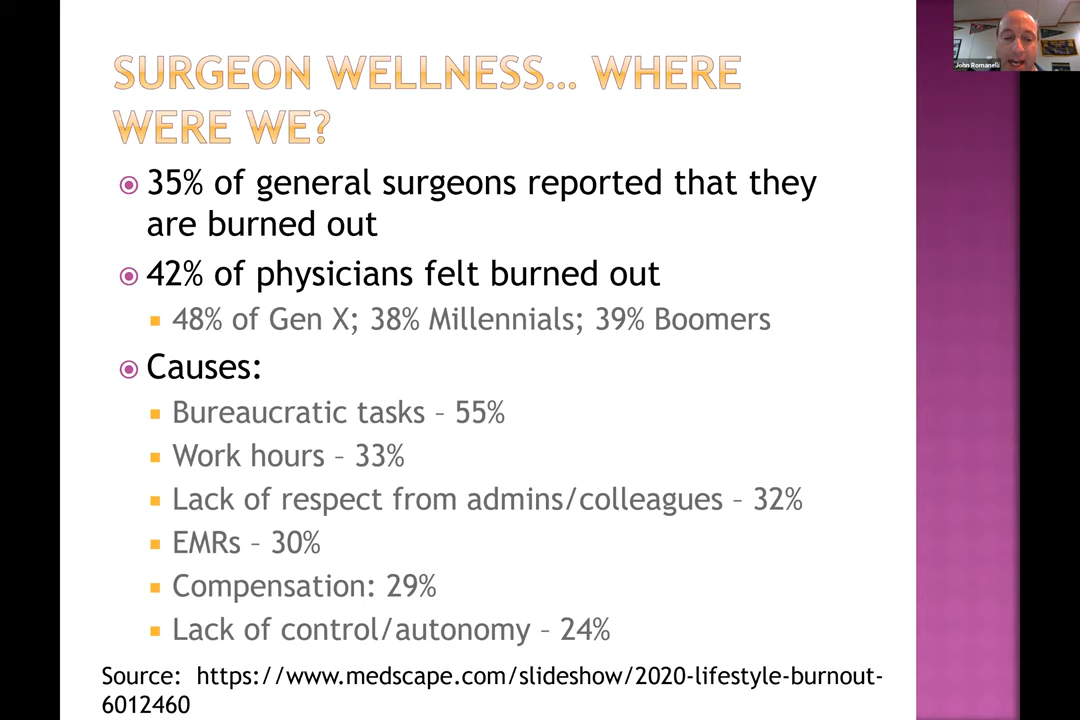 SURGEON WELLNESS... WHERE
WERE WE?
35% of general surgeons reported that they
are burned out
42% of physicians felt burned out
48% of Gen X; 38% Millennials; 39% Boomers
Causes:
Bureaucratic tasks – 55%
Work hours – 33%
Lack of respect from admins/colleagues – 32%
EMRs – 30%
Compensation: 29%
Lack of control/autonomy – 24%
Source: https://www.medscape.com/slideshow/2020-lifestyle-burnout-
6012460
John Romanelli